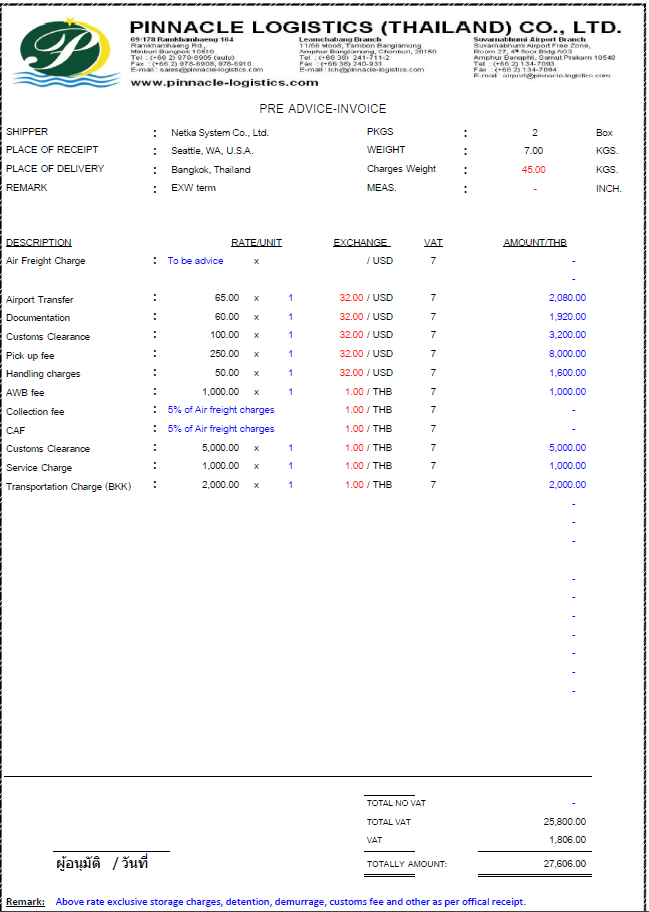 PINNACLE LOGISTICS (THAILAND) CO., LTD.
69/178 Ramkhamhaeng 164 Leamchabang Branch Suvarnabhumi Airport Branch
Ramkhamhaeng Rd., 11/66 Moo8, Tambon Banglamung Suvarnabhumi Airport Free Zone,
Minburi Bangkok 10510 Amphur Banglamung, Chonburi, 20150 Room 27, 4th floor Bldg AO3
Tel : (+66 2) 978-6905 (auto) Tel : (+66 38) 241-711-2 Amphur Bangphli, Samut Prakarn 10540
Fax : (+66 2) 978-6908, 978-6910 Fax : (+66 38) 240-931 Tel : (+66 2) 134-7093
E-mail : sales@pinnacle-logistics.com E-mail : lch@pinnacle-logistics.com Fax : (+66 2) 134-7094
E-mail : airport@pinnacle-logistics.com
www.pinnacle-logistics.com
PRE ADVICE-INVOICE
SHIPPER : Netka System Co., Ltd. PKGS : 2 Box
PLACE OF RECEIPT : Seattle, WA, U.S.A. WEIGHT : 7.00 KGS.
PLACE OF DELIVERY : Bangkok, Thailand Charges Weight : 45.00 KGS.
REMARK : EXW term MEAS. : - INCH.
DESCRIPTION RATE/UNIT EXCHANGE VAT AMOUNT/THB
Air Freight Charge : To be advice x / USD 7 -
-
Airport Transfer : 65.00 x 1 32.00 / USD 7 2,080.00
Documentation : 60.00 x 1 32.00 / USD 7 1,920.00
Customs Clearance : 100.00 x 1 32.00 / USD 7 3,200.00
Pick up fee : 250.00 x 1 32.00 / USD 7 8,000.00
Handling charges : 50.00 x 1 32.00 / USD 7 1,600.00
AWB fee : 1,000.00 x 1 1.00 / THB 7 1,000.00
Collection fee : 5% of Air freight charges 1.00 / THB 7 -
CAF : 5% of Air freight charges 1.00 / THB 7 -
Customs Clearance : 5,000.00 x 1 1.00 / THB 7 5,000.00
Service Charge : 1,000.00 x 1 1.00 / THB 7 1,000.00
Transportation Charge (BKK) : 2,000.00 x 1 1.00 / THB 7 2,000.00
-
-
-
-
-
-
-
-
-
-
TOTAL NO VAT -
TOTAL VAT 25,800.00
VAT 1,806.00
ผู้อนุมัติ / วันที่ TOTALLY AMOUNT: 27,606.00
Remark: Above rate exclusive storage charges, detention, demurrage, customs fee and other as per offical receipt.